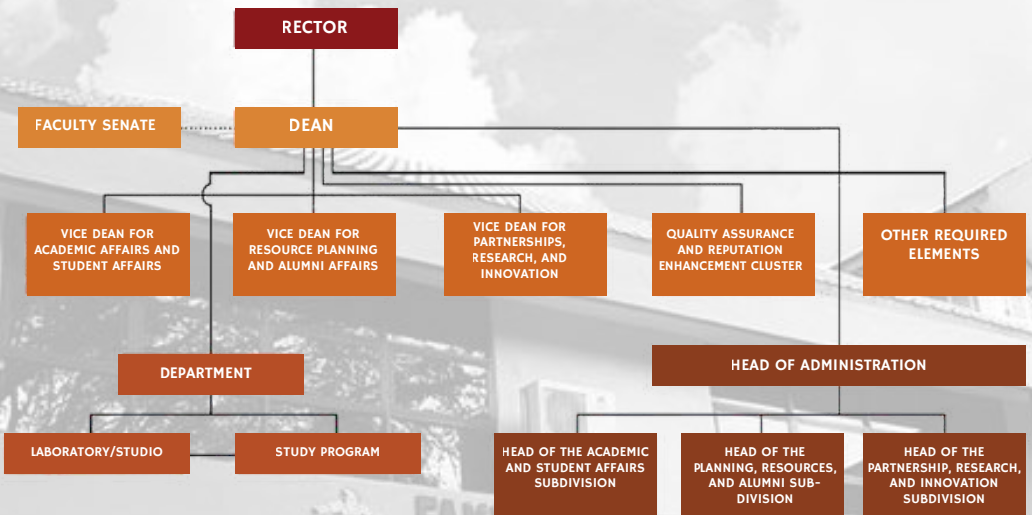 RECTOR
FACULTY SENATE
DEAN
VICE DEAN FOR
ACADEMIC AFFAIRS AND
STUDENT AFFAIRS
VICE DEAN FOR
RESOURCE PLANNING
AND ALUMNI AFFAIRS
VICE DEAN FOR
PARTNERSHIPS,
RESEARCH, AND
INNOVATION
QUALITY ASSURANCE
AND REPUTATION
ENHANCEMENT CLUSTER
OTHER REQUIRED
ELEMENTS
DEPARTMENT
HEAD OF ADMINISTRATION
LABORATORY/STUDIO
STUDY PROGRAM
HEAD OF THE ACADEMIC
AND STUDENT AFFAIRS
SUBDIVISION
HEAD OF THE
PLANNING, RESOURCES,
AND ALUMNI SUB-
DIVISION
HEAD OF THE
PARTNERSHIP, RESEARCH,
AND INNOVATION
SUBDIVISION